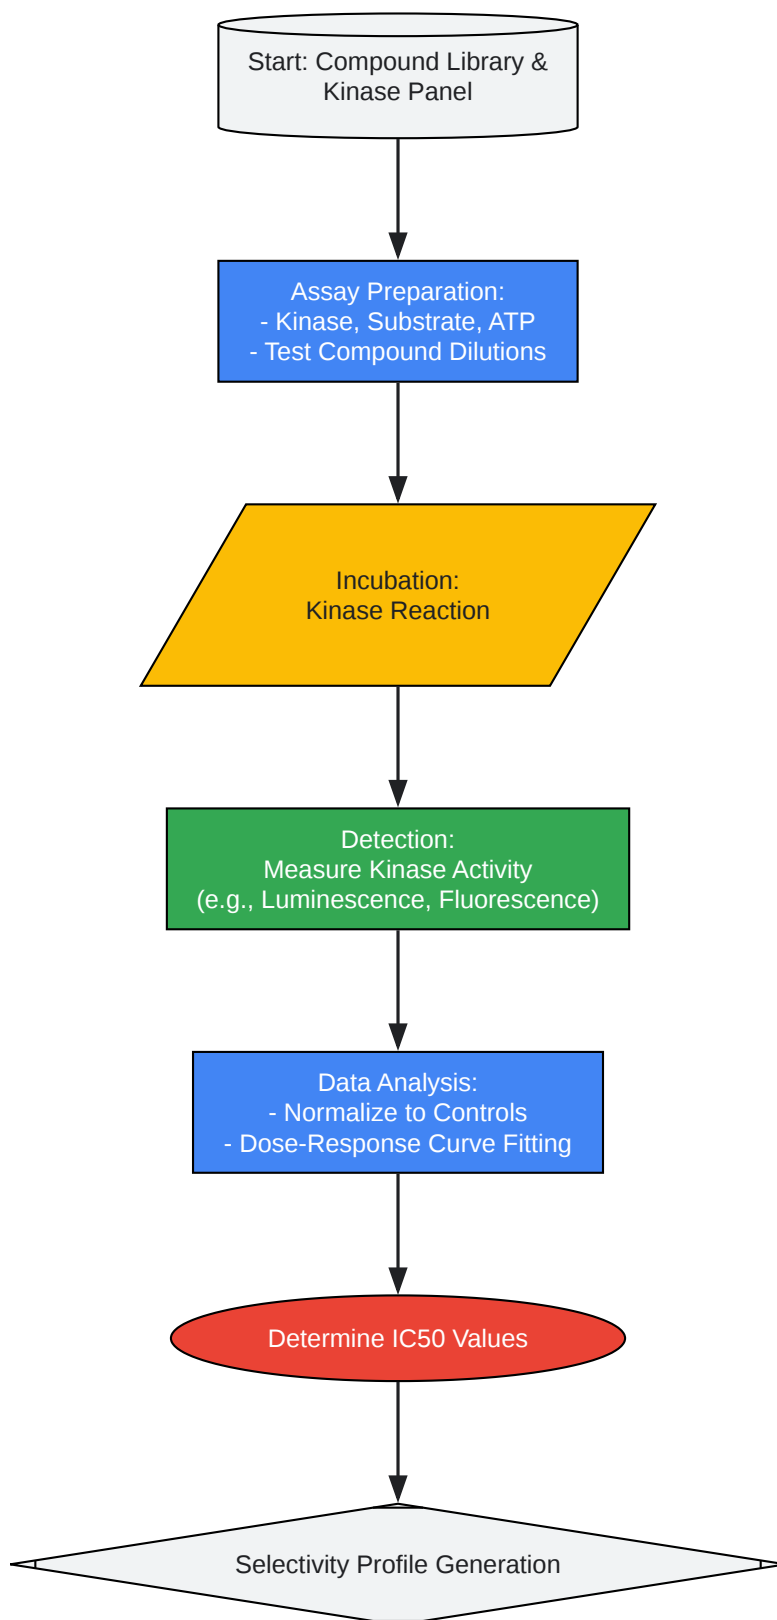 Start: Compound Library &
Kinase Panel
Assay Preparation:
- Kinase, Substrate, ATP
- Test Compound Dilutions
Incubation:
Kinase Reaction
Detection:
Measure Kinase Activity
(e.g., Luminescence, Fluorescence)
Data Analysis:
- Normalize to Controls
- Dose-Response Curve Fitting
Determine IC50 Values
Selectivity Profile Generation